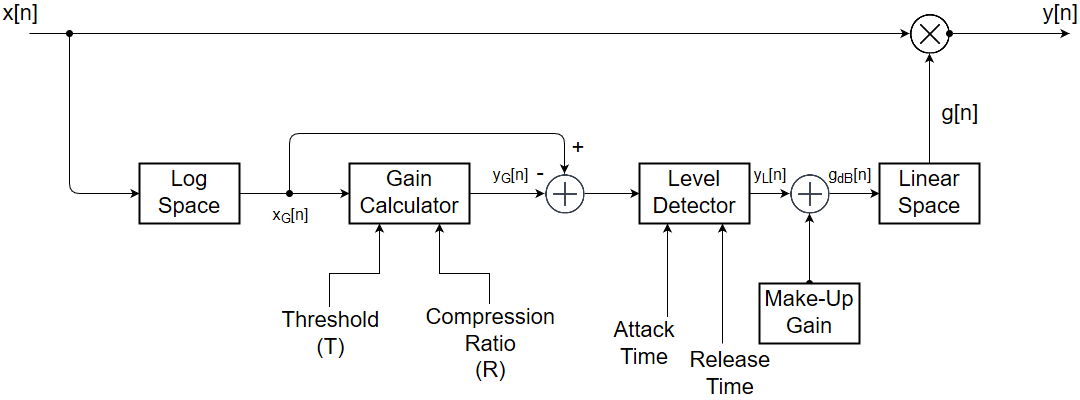 x[n]
y[n]
g[n]
+
Log
Space
xG[n]
Gain
Calculator
yG[n]
-
Level
Detector
yL[n]
gdB[n]
Linear
Space
Threshold
(T)
Compression
Ratio
(R)
Attack
Time
Release
Time
Make-Up
Gain